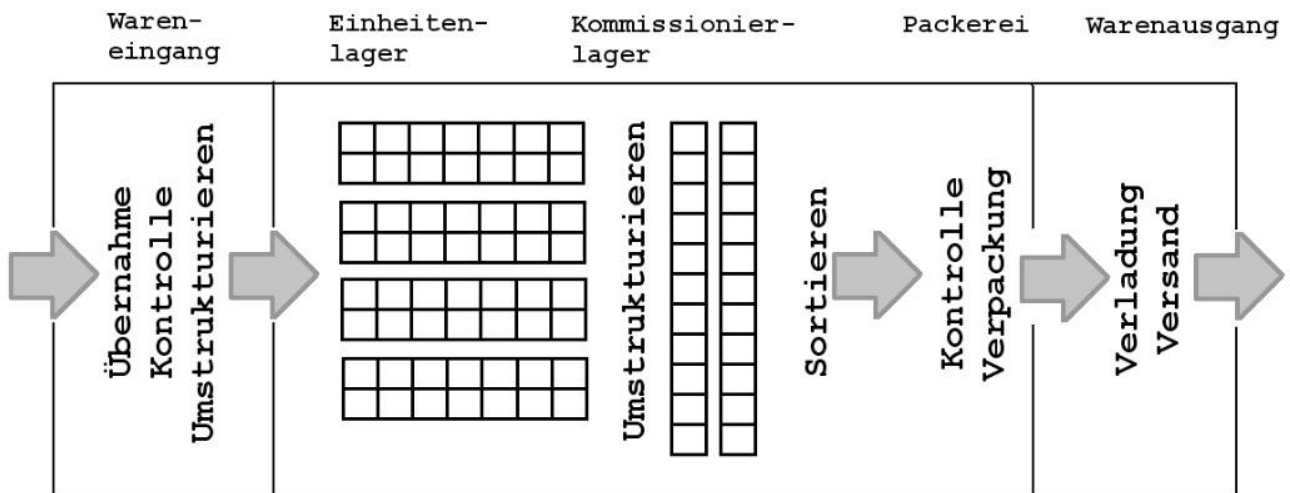 Waren-
eingang
Einheiten-
lager
Kommissionier-
lager
Packerei
Warenausgang
Übernahme
Kontrolle
Umstrukturieren
Umstrukturieren
Sortieren
Kontrolle
Verpackung
Verladung
Versand